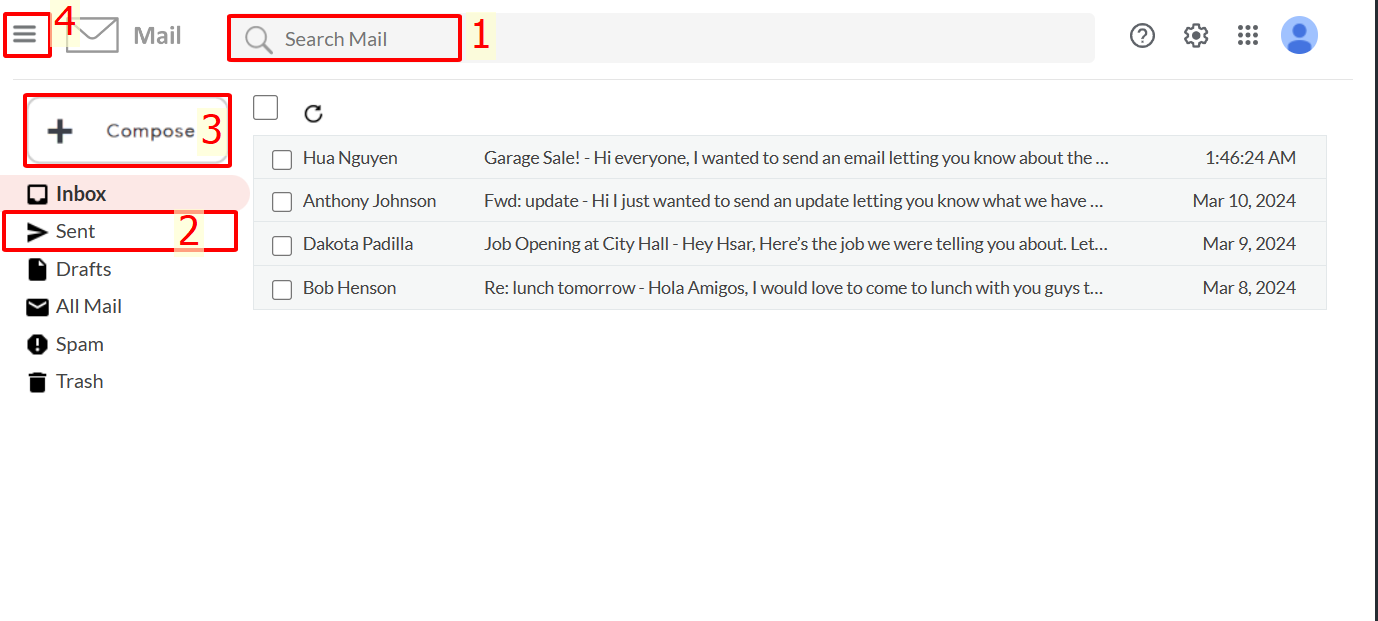 4
Mail
Search Mail
1
Compose
3
Inbox
Sent
2
Drafts
All Mail
Spam
Trash
Hua Nguyen Garage Sale! - Hi everyone, I wanted to send an email letting you know about the ... 1:46:24 AM
Anthony Johnson Fwd: update - Hi I just wanted to send an update letting you know what we have ... Mar 10, 2024
Dakota Padilla Job Opening at City Hall - Hey Hsar, Here’s the job we were telling you about. Let... Mar 9, 2024
Bob Henson Re: lunch tomorrow - Hola Amigos, I would love to come to lunch with you guys t... Mar 8, 2024